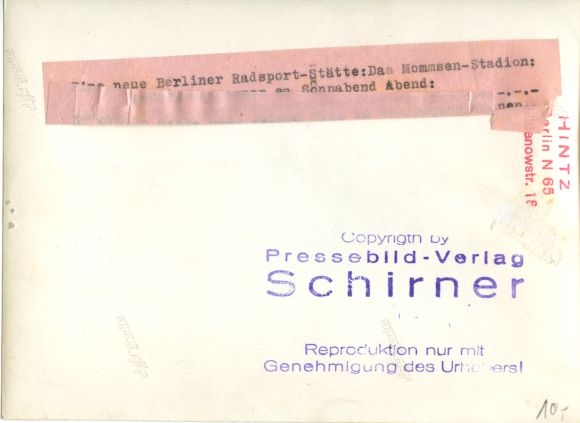 Eine neue Berliner Radsport-Stätte:Das Mommsen-Stadion:
am Sonnabend Abend:
-.-.-
HINTZ
Berlin N 65
Copyrigth by
Pressebild-Verlag
Schirner
Reproduktion nur mit
Genehmigung des Urhebers!
10,-